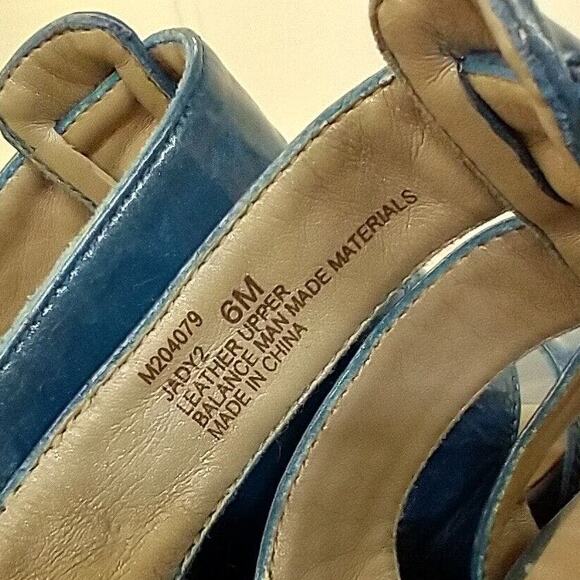 M204079 6M
JADY2
LEATHER UPPER
BALANCE MAN MADE MATERIALS
MADE IN CHINA